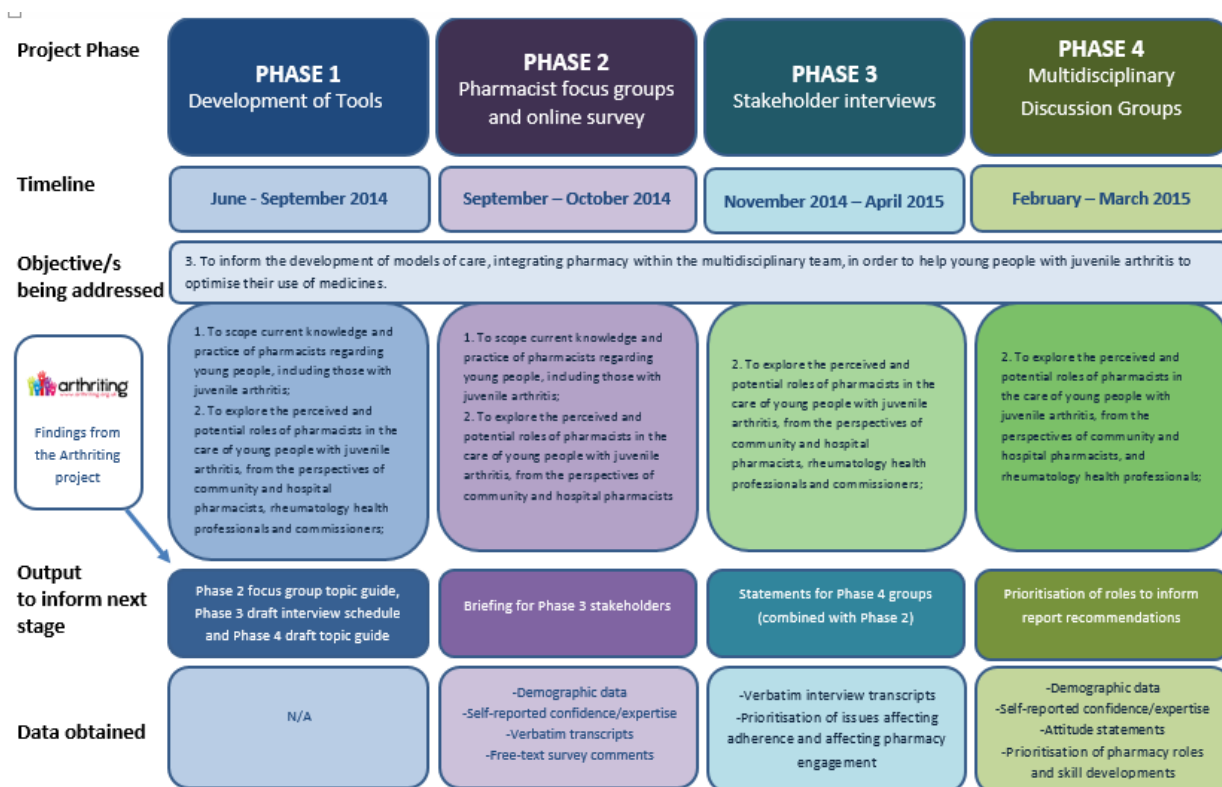 Project Phase
PHASE 1
Development of Tools
PHASE 2
Pharmacist focus groups
and online survey
PHASE 3
Stakeholder interviews
PHASE 4
Multidisciplinary
Discussion Groups
Timeline
June - September 2014
September – October 2014
November 2014 – April 2015
February – March 2015
Objective/s
being addressed
3. To inform the development of models of care, integrating pharmacy within the multidisciplinary team, in order to help young people with juvenile arthritis to
optimise their use of medicines.
arthriting
www.arthriting.org.uk
Findings from
the Arthriting
project
1. To scope current knowledge and
practice of pharmacists regarding
young people, including those with
juvenile arthritis;
2. To explore the perceived and
potential roles of pharmacists in the
care of young people with juvenile
arthritis, from the perspectives of
community and hospital
pharmacists, rheumatology health
professionals and commissioners;
1. To scope current knowledge and
practice of pharmacists regarding
young people, including those with
juvenile arthritis;
2. To explore the perceived and
potential roles of pharmacists in the
care of young people with juvenile
arthritis, from the perspectives of
community and hospital pharmacists
2. To explore the perceived and
potential roles of pharmacists in the
care of young people with juvenile
arthritis, from the perspectives of
community and hospital
pharmacists, rheumatology health
professionals and commissioners;
2. To explore the perceived and
potential roles of pharmacists in
the care of young people with
juvenile arthritis, from the
perspectives of community and
hospital pharmacists, and
rheumatology health professionals;
Output
to inform next
stage
Phase 2 focus group topic guide,
Phase 3 draft interview schedule
and Phase 4 draft topic guide
Briefing for Phase 3 stakeholders
Statements for Phase 4 groups
(combined with Phase 2)
Prioritisation of roles to inform
report recommendations
Data obtained
N/A
-Demographic data
-Self-reported confidence/expertise
-Verbatim transcripts
-Free-text survey comments
-Verbatim interview transcripts
-Prioritisation of issues affecting
adherence and affecting pharmacy
engagement
-Demographic data
-Self-reported confidence/expertise
-Attitude statements
-Prioritisation of pharmacy roles
and skill developments